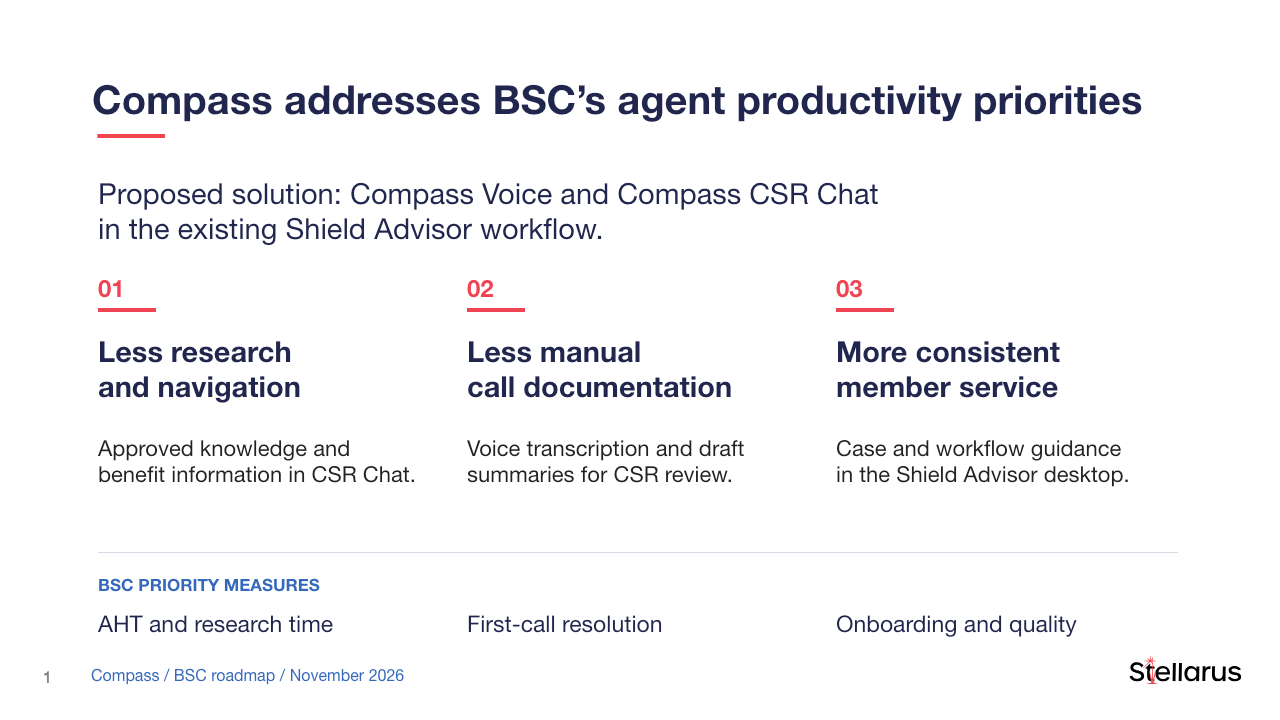 Compass addresses BSC’s agent productivity priorities
Proposed solution: Compass Voice and Compass CSR Chat
in the existing Shield Advisor workflow.
01
Less research
and navigation
Approved knowledge and
benefit information in CSR Chat.
02
Less manual
call documentation
Voice transcription and draft
summaries for CSR review.
03
More consistent
member service
Case and workflow guidance
in the Shield Advisor desktop.
BSC PRIORITY MEASURES
AHT and research time
First-call resolution
Onboarding and quality
1
Compass / BSC roadmap / November 2026
Stellarus